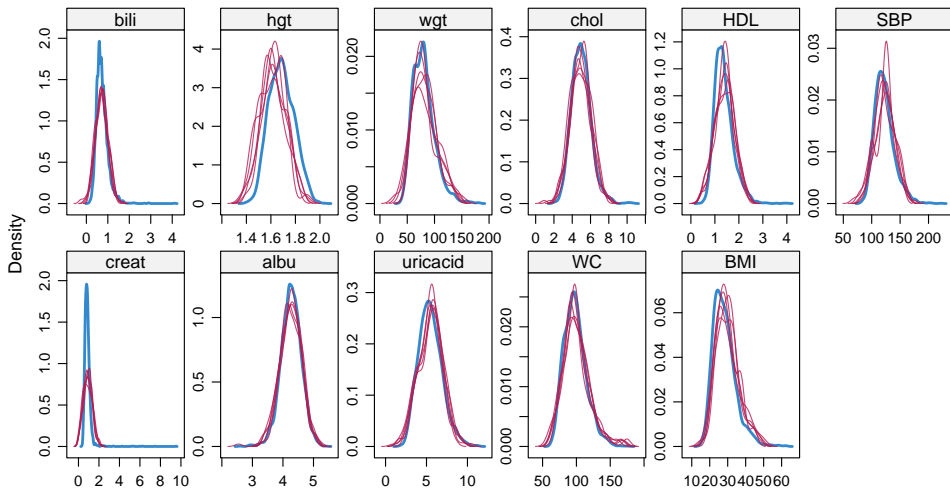 bili hgt wgt chol HDL SBP
0.0 0.5 1.0 1.5 2.0
0 1 2 3 4
0.000 0.010 0.020
0.0 0.1 0.2 0.3 0.4
0.0 0.2 0.4 0.6 0.8 1.0 1.2
0.00 0.01 0.02 0.03
0 1 2 3 4
1.4 1.6 1.8 2.0
0 50 100 150 200
0 2 4 6 8 10
0 1 2 3 4
50 100 150 200
Density
creat albu uricacid WC BMI
0.0 0.5 1.0 1.5 2.0
0.0 0.5 1.0
0.0 0.1 0.2 0.3
0.000 0.010 0.020
0.00 0.02 0.04 0.06
0 2 4 6 8 10
3 4 5
0 5 10
50 100 150
10 20 30 40 50 60